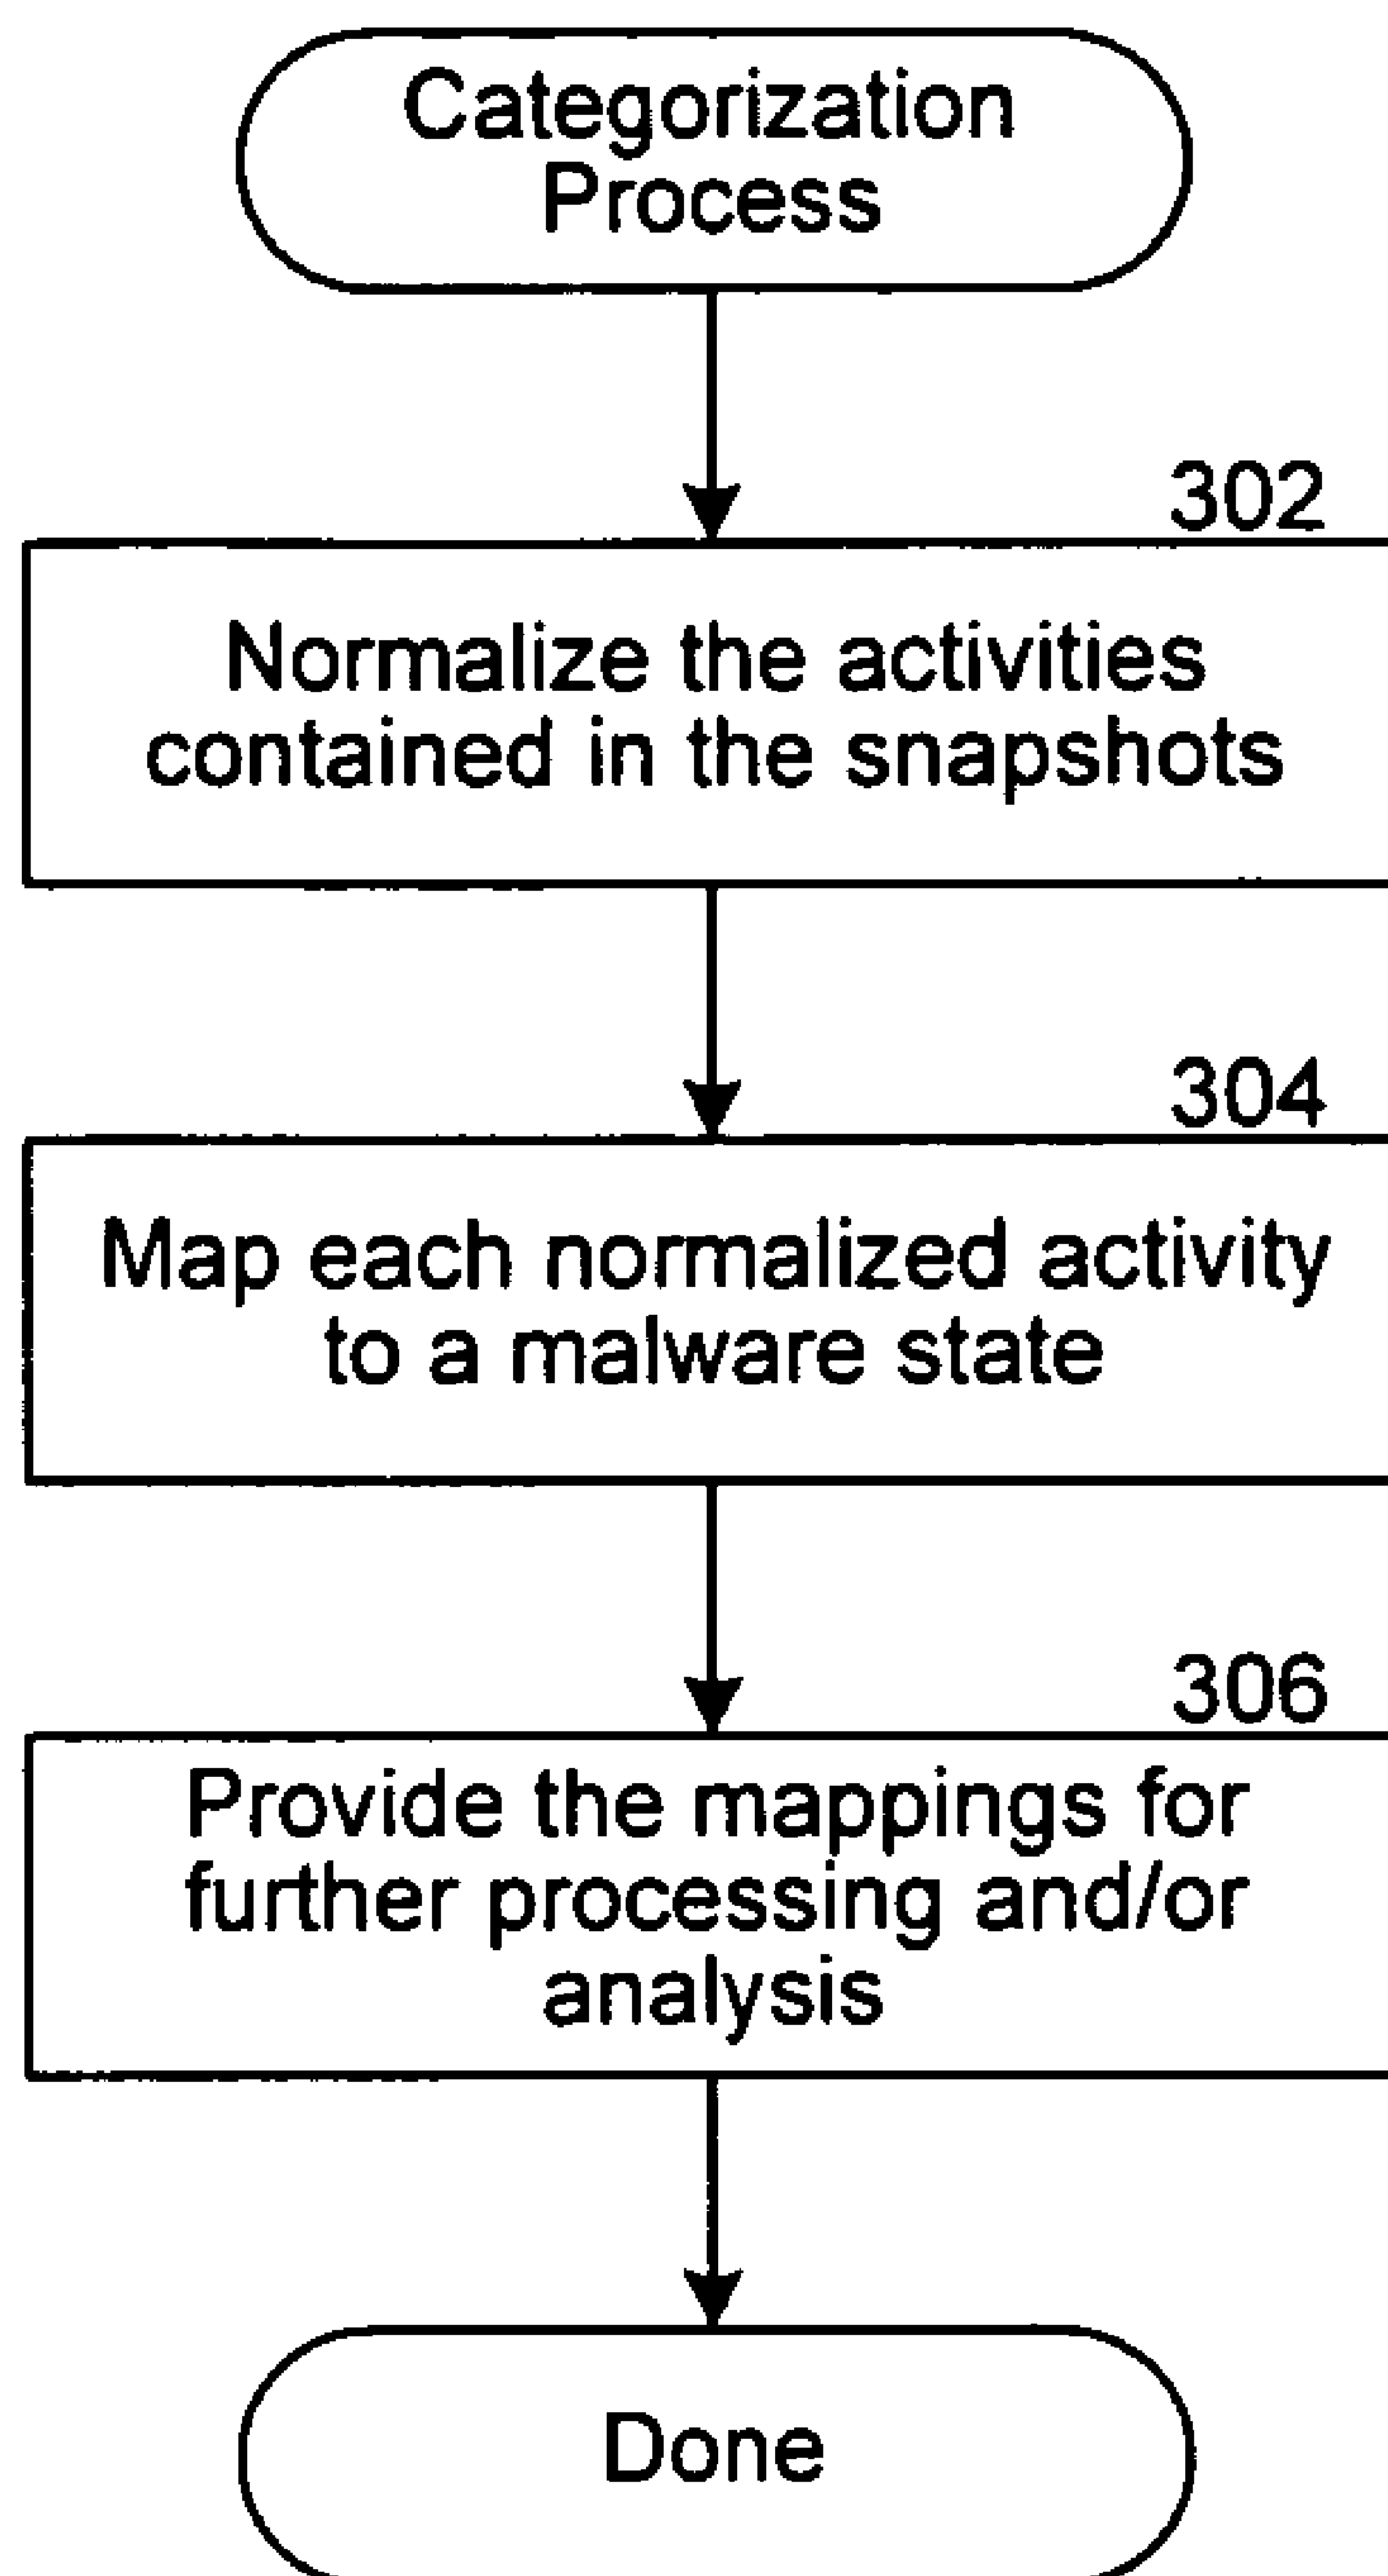 Categorization
Process
302
Normalize the activities
contained in the snapshots
304
Map each normalized activity
to a malware state
306
Provide the mappings for
further processing and/or
analysis
Done